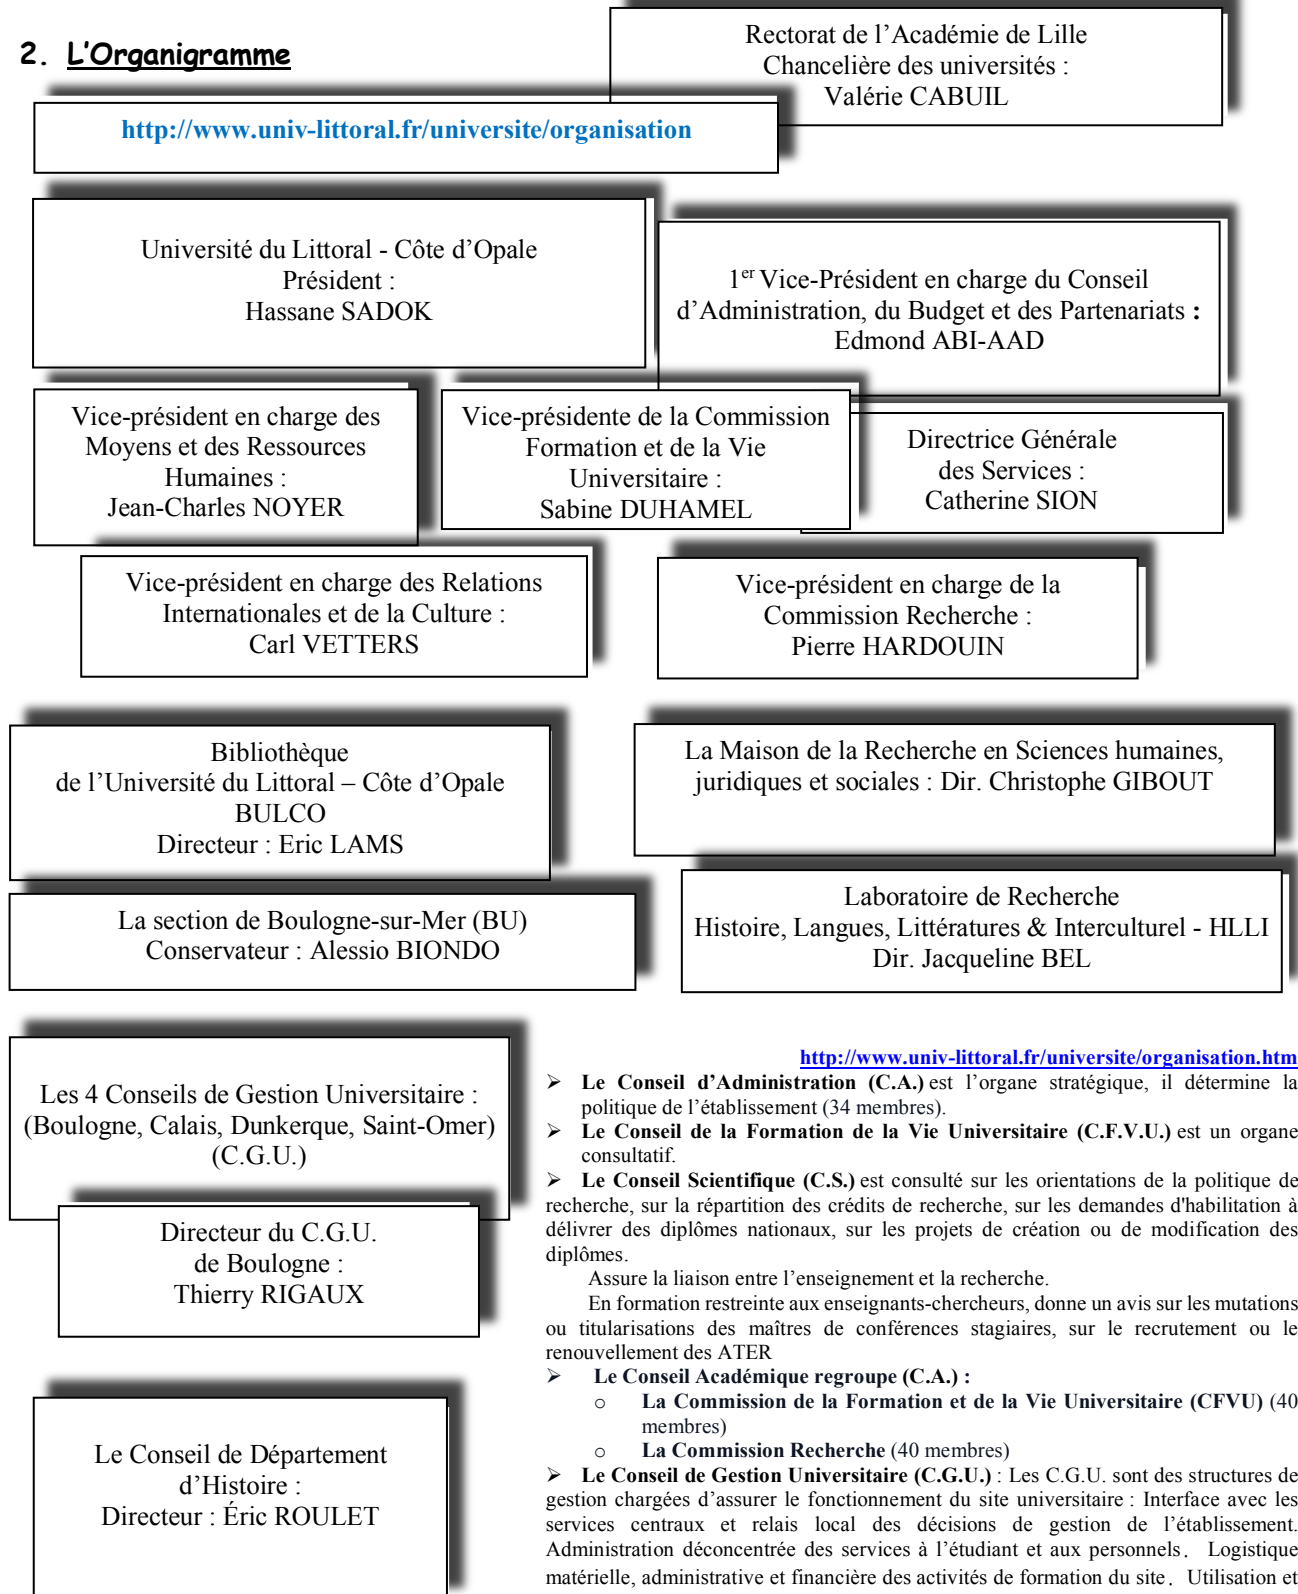 2. L'Organigramme
Rectorat de l'Académie de Lille
Chancelière des universités :
Valérie CABUIL
http://www.univ-littoral.fr/universite/organisation
Université du Littoral - Côte d'Opale
Président :
Hassane SADOK
1er Vice-Président en charge du Conseil
d'Administration, du Budget et des Partenariats :
Edmond ABI-AAD
Vice-président en charge des
Moyens et des Ressources
Humaines :
Jean-Charles NOYER
Vice-présidente de la Commission
Formation et de la Vie
Universitaire :
Sabine DUHAMEL
Directrice Générale
des Services :
Catherine SION
Vice-président en charge des Relations
Internationales et de la Culture :
Carl VETTERS
Vice-président en charge de la
Commission Recherche :
Pierre HARDOUIN
Bibliothèque
de l'Université du Littoral – Côte d'Opale
BULCO
Directeur : Eric LAMS
La Maison de la Recherche en Sciences humaines,
juridiques et sociales : Dir. Christophe GIBOUT
La section de Boulogne-sur-Mer (BU)
Conservateur : Alessio BIONDO
Laboratoire de Recherche
Histoire, Langues, Littératures & Interculturel - HLLI
Dir. Jacqueline BEL
Les 4 Conseils de Gestion Universitaire :
(Boulogne, Calais, Dunkerque, Saint-Omer)
(C.G.U.)
Directeur du C.G.U.
de Boulogne :
Thierry RIGAUX
Le Conseil de Département
d'Histoire :
Directeur : Éric ROULET
http://www.univ-littoral.fr/universite/organisation.htm
➢ Le Conseil d'Administration (C.A.) est l'organe stratégique, il détermine la
politique de l'établissement (34 membres).
➢ Le Conseil de la Formation de la Vie Universitaire (C.F.V.U.) est un organe
consultatif.
➢ Le Conseil Scientifique (C.S.) est consulté sur les orientations de la politique de
recherche, sur la répartition des crédits de recherche, sur les demandes d'habilitation à
délivrer des diplômes nationaux, sur les projets de création ou de modification des
diplômes.
Assure la liaison entre l'enseignement et la recherche.
En formation restreinte aux enseignants-chercheurs, donne un avis sur les mutations
ou titularisations des maîtres de conférences stagiaires, sur le recrutement ou le
renouvellement des ATER
➢ Le Conseil Académique regroupe (C.A.) :
o La Commission de la Formation et de la Vie Universitaire (CFVU) (40
membres)
o La Commission Recherche (40 membres)
➢ Le Conseil de Gestion Universitaire (C.G.U.) : Les C.G.U. sont des structures de
gestion chargées d'assurer le fonctionnement du site universitaire : Interface avec les
services centraux et relais local des décisions de gestion de l'établissement.
Administration déconcentrée des services à l'étudiant et aux personnels. Logistique
matérielle, administrative et financière des activités de formation du site. Utilisation et